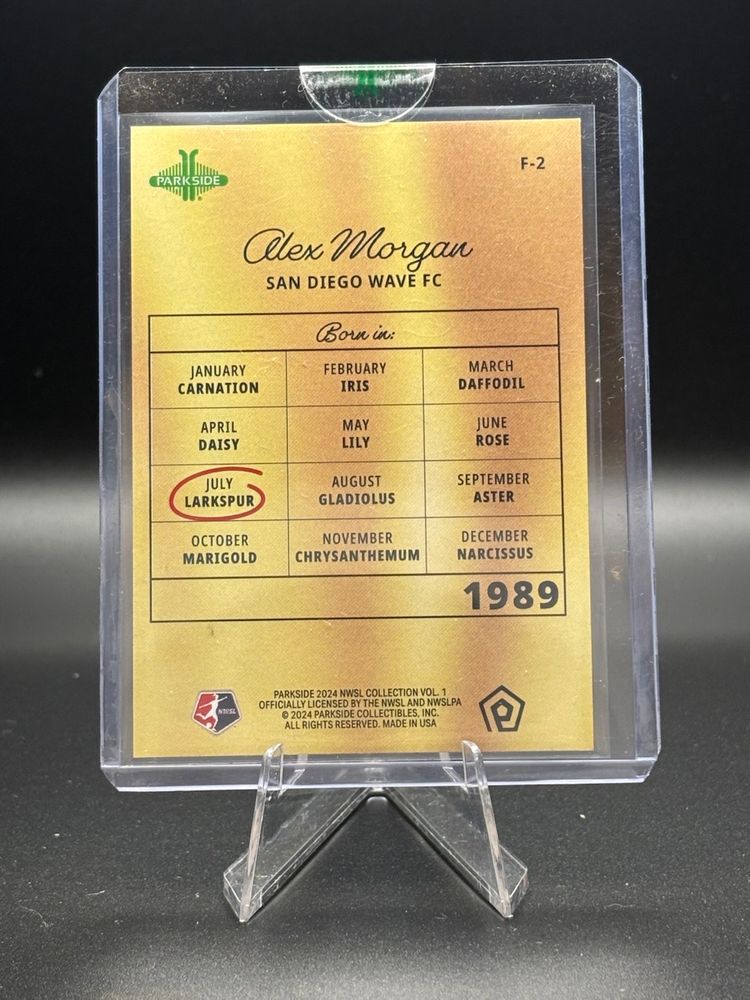 PARKSIDE
F-2
Alex Morgan
SAN DIEGO WAVE FC
Born in:
JANUARY
CARNATION
FEBRUARY
IRIS
MARCH
DAFFODIL
APRIL
DAISY
MAY
LILY
JUNE
ROSE
JULY
LARKSPUR
AUGUST
GLADIOLUS
SEPTEMBER
ASTER
OCTOBER
MARIGOLD
NOVEMBER
CHRYSANTHEMUM
DECEMBER
NARCISSUS
1989
NWSL
PARKSIDE 2024 NWSL COLLECTION VOL. 1
OFFICIALLY LICENSED BY THE NWSL AND NWSLPA
© 2024 PARKSIDE COLLECTIBLES, INC.
ALL RIGHTS RESERVED. MADE IN USA